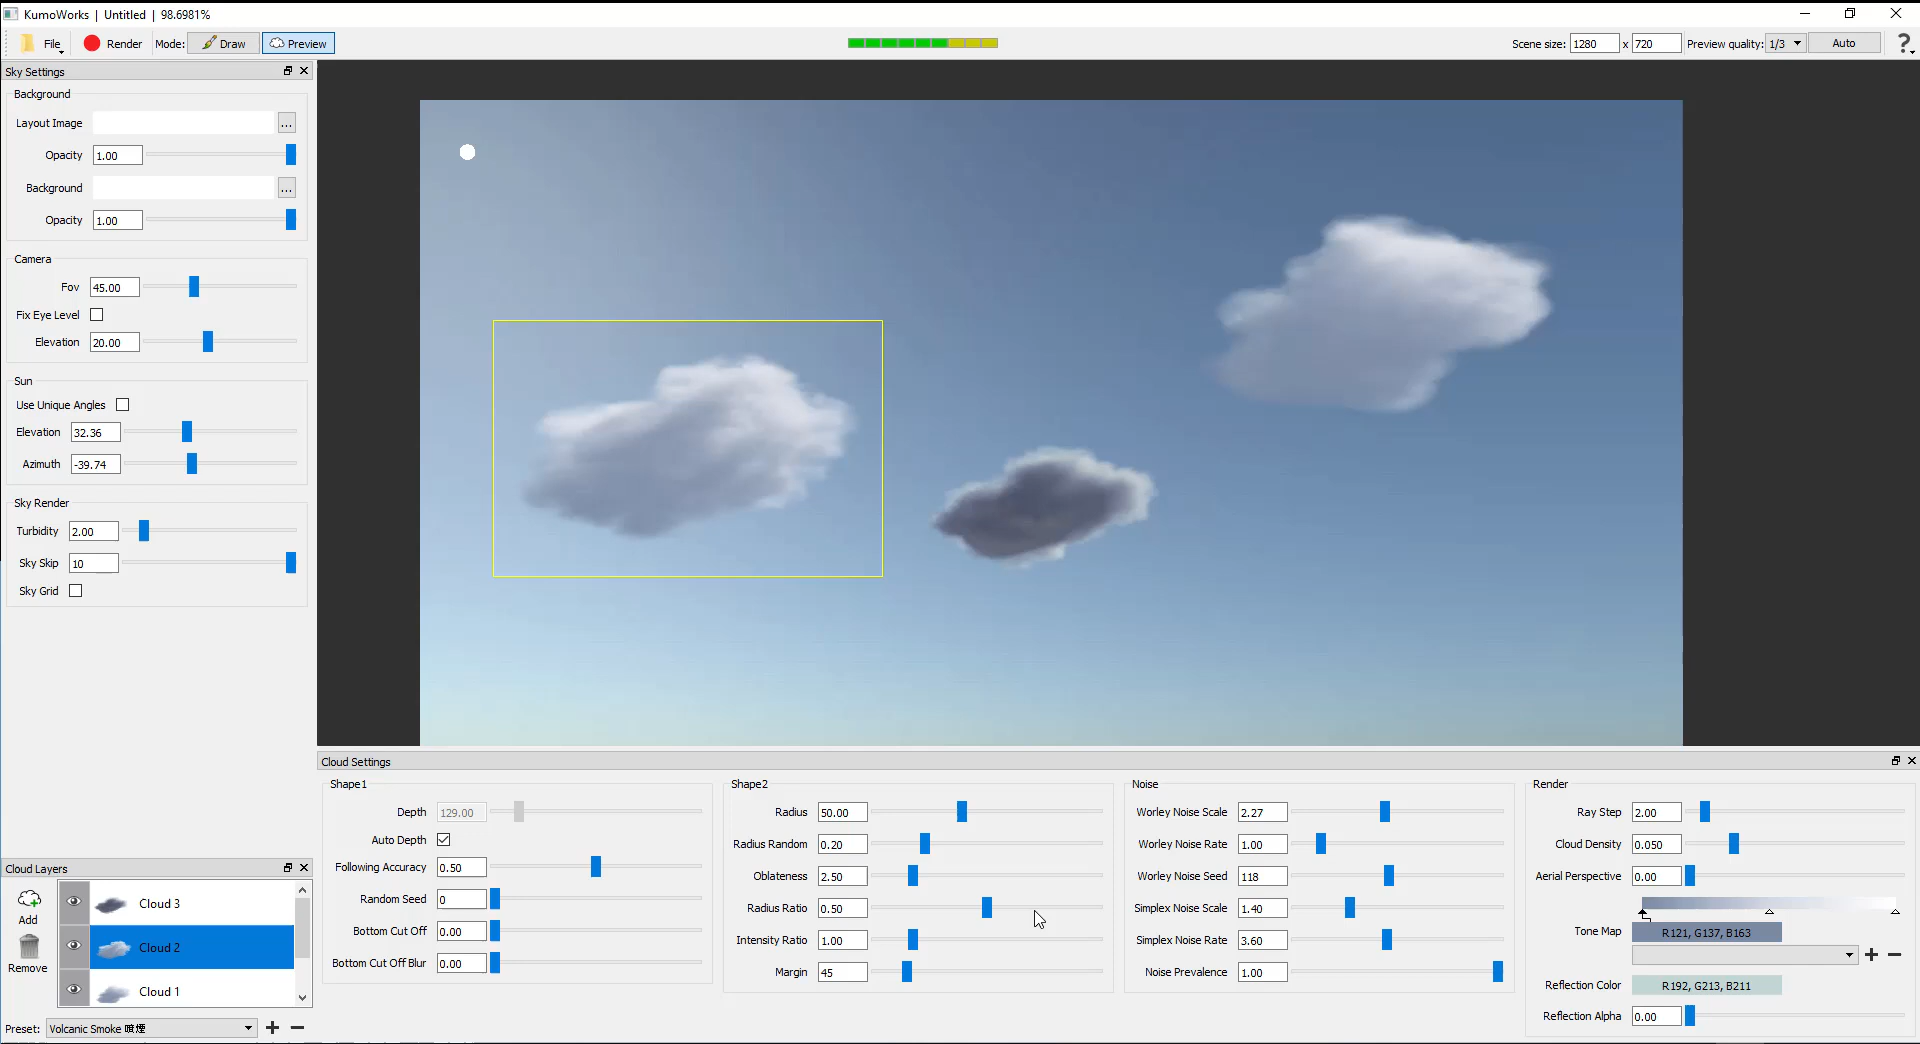 KumoWorks | Untitled | 98.6981%
File
Render
Mode:
Draw
Preview
Scene size: 1280 x 720
Preview quality: 1/3
Auto
?
Sky Settings
Background
Layout Image
...
Opacity 1.00
Background
...
Opacity 1.00
Camera
Fov 45.00
Fix Eye Level
Elevation 20.00
Sun
Use Unique Angles
Elevation 32.36
Azimuth -39.74
Sky Render
Turbidity 2.00
Sky Skip 10
Sky Grid
Cloud Layers
Add
Remove
Cloud 3
Cloud 2
Cloud 1
Preset: Volcanic Smoke 噴煙
Cloud Settings
Shape1
Depth 129.00
Auto Depth
Following Accuracy 0.50
Random Seed 0
Bottom Cut Off 0.00
Bottom Cut Off Blur 0.00
Shape2
Radius 50.00
Radius Random 0.20
Oblateness 2.50
Radius Ratio 0.50
Intensity Ratio 1.00
Margin 45
Noise
Worley Noise Scale 2.27
Worley Noise Rate 1.00
Worley Noise Seed 118
Simplex Noise Scale 1.40
Simplex Noise Rate 3.60
Noise Prevalence 1.00
Render
Ray Step 2.00
Cloud Density 0.050
Aerial Perspective 0.00
Tone Map R121, G137, B163
Reflection Color R192, G213, B211
Reflection Alpha 0.00